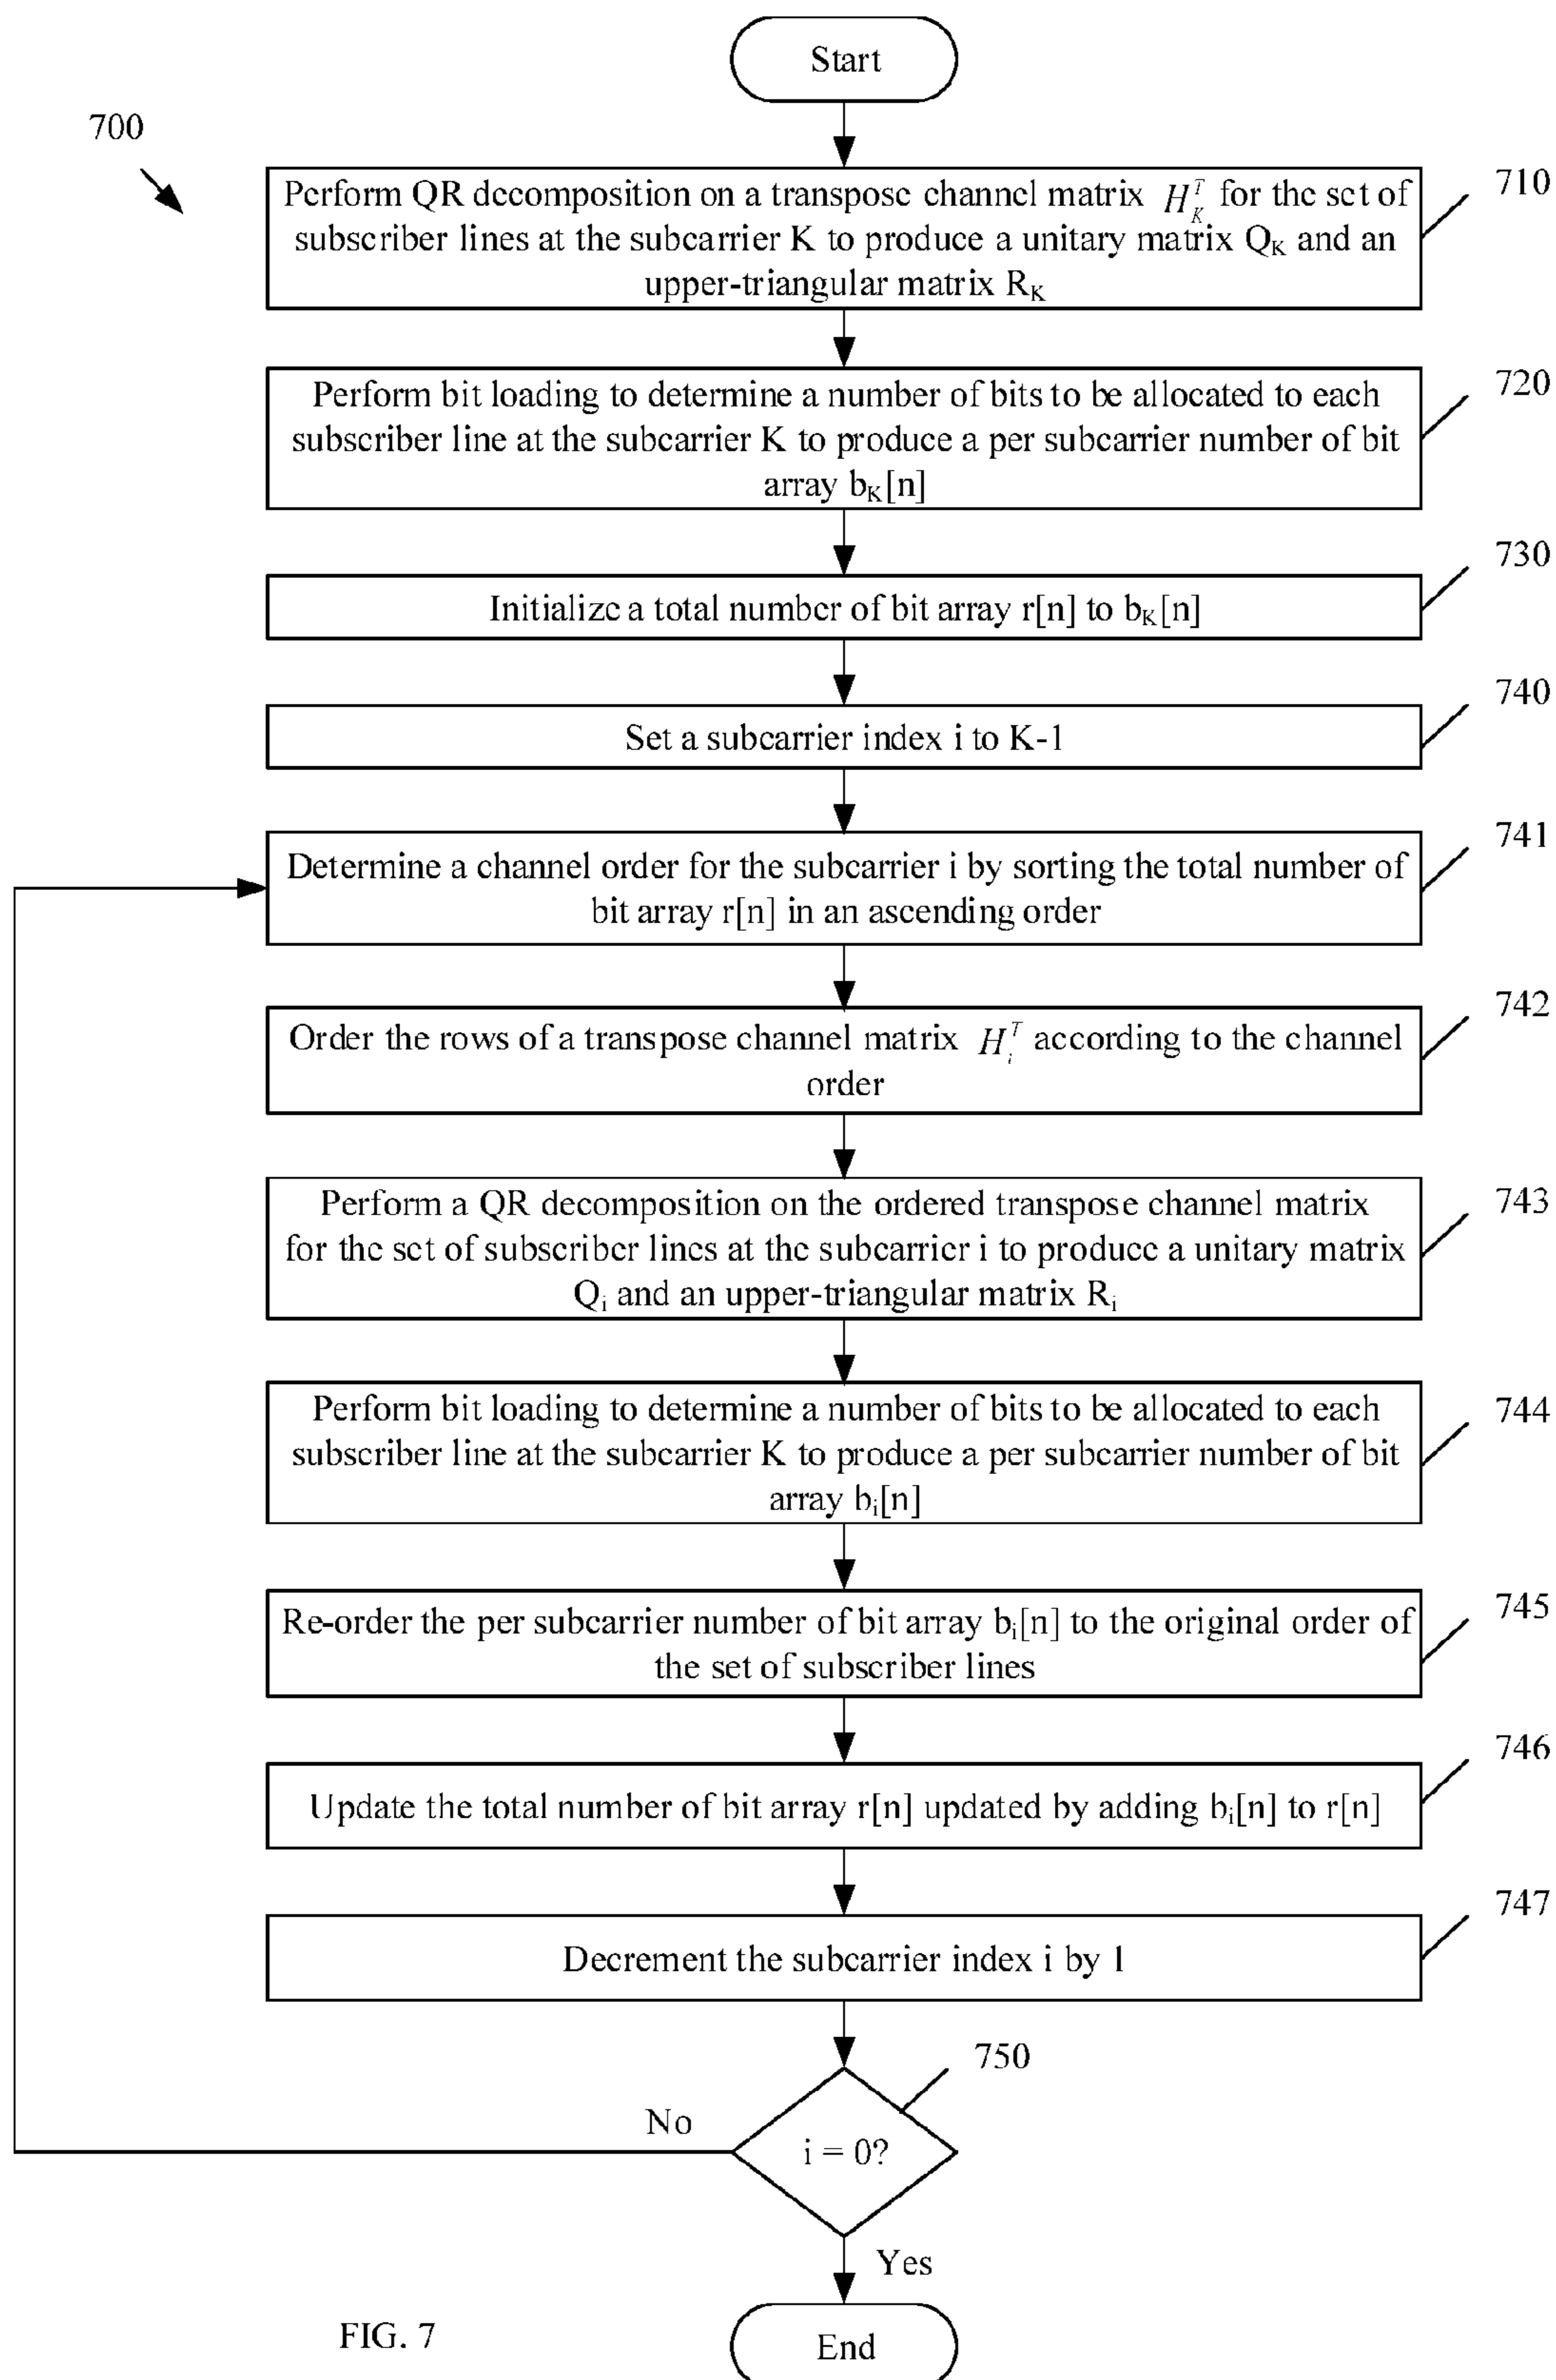 Start
700
710
Perform QR decomposition on a transpose channel matrix H_K^T for the set of
subscriber lines at the subcarrier K to produce a unitary matrix Q_K and an
upper-triangular matrix R_K
720
Perform bit loading to determine a number of bits to be allocated to each
subscriber line at the subcarrier K to produce a per subcarrier number of bit
array b_K[n]
730
Initialize a total number of bit array r[n] to b_K[n]
740
Set a subcarrier index i to K-1
741
Determine a channel order for the subcarrier i by sorting the total number of
bit array r[n] in an ascending order
742
Order the rows of a transpose channel matrix H_i^T according to the channel
order
743
Perform a QR decomposition on the ordered transpose channel matrix
for the set of subscriber lines at the subcarrier i to produce a unitary matrix
Q_i and an upper-triangular matrix R_i
744
Perform bit loading to determine a number of bits to be allocated to each
subscriber line at the subcarrier K to produce a per subcarrier number of bit
array b_i[n]
745
Re-order the per subcarrier number of bit array b_i[n] to the original order of
the set of subscriber lines
746
Update the total number of bit array r[n] updated by adding b_i[n] to r[n]
747
Decrement the subcarrier index i by 1
750
No
i = 0?
Yes
FIG. 7
End